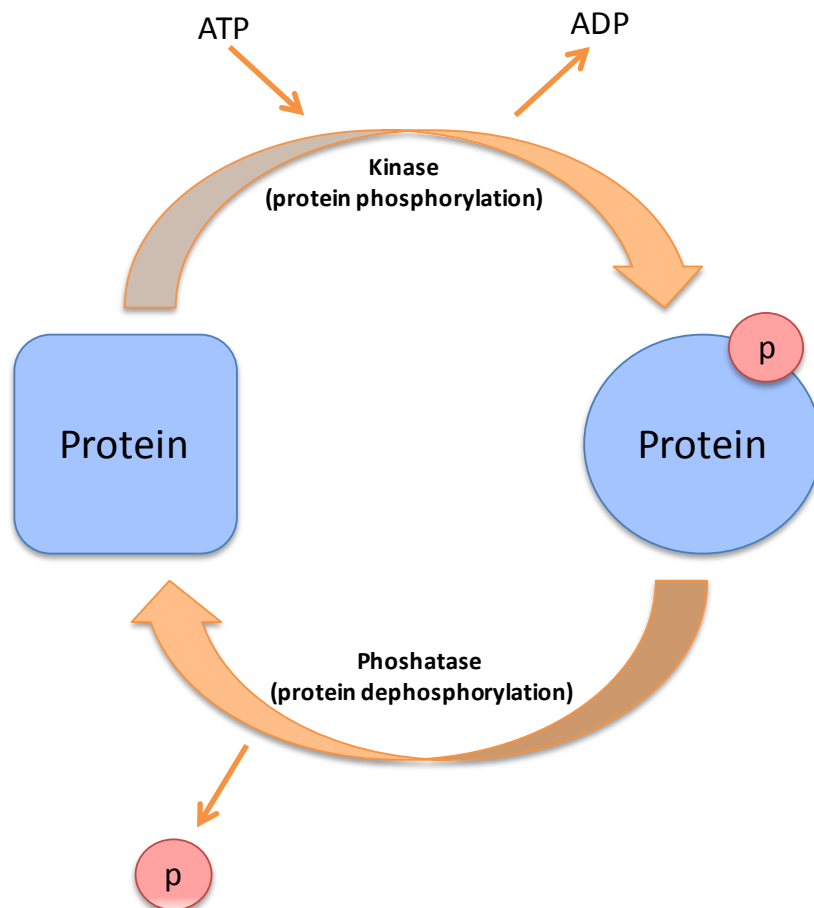 ATP
ADP
Kinase
(protein phosphorylation)
p
Protein
Protein
Phoshatase
(protein dephosphorylation)
p